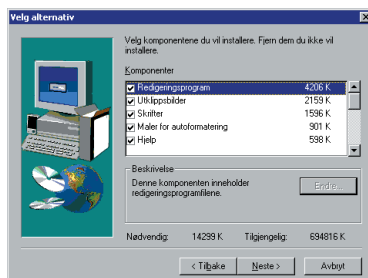 Velg alternativ
Velg komponentene du vil installere. Fjern dem du ikke vil
installere.
Komponenter
Redigeringsprogram 4206 K
Utklippsbilder 2159 K
Skrifter 1596 K
Maler for autoformatering 901 K
Hjelp 598 K
Beskrivelse
Denne komponenten inneholder
redigeringsprogramfilene.
Endre...
Nødvendig: 14299 K Tilgjengelig: 694816 K
< Tilbake Neste > Avbryt